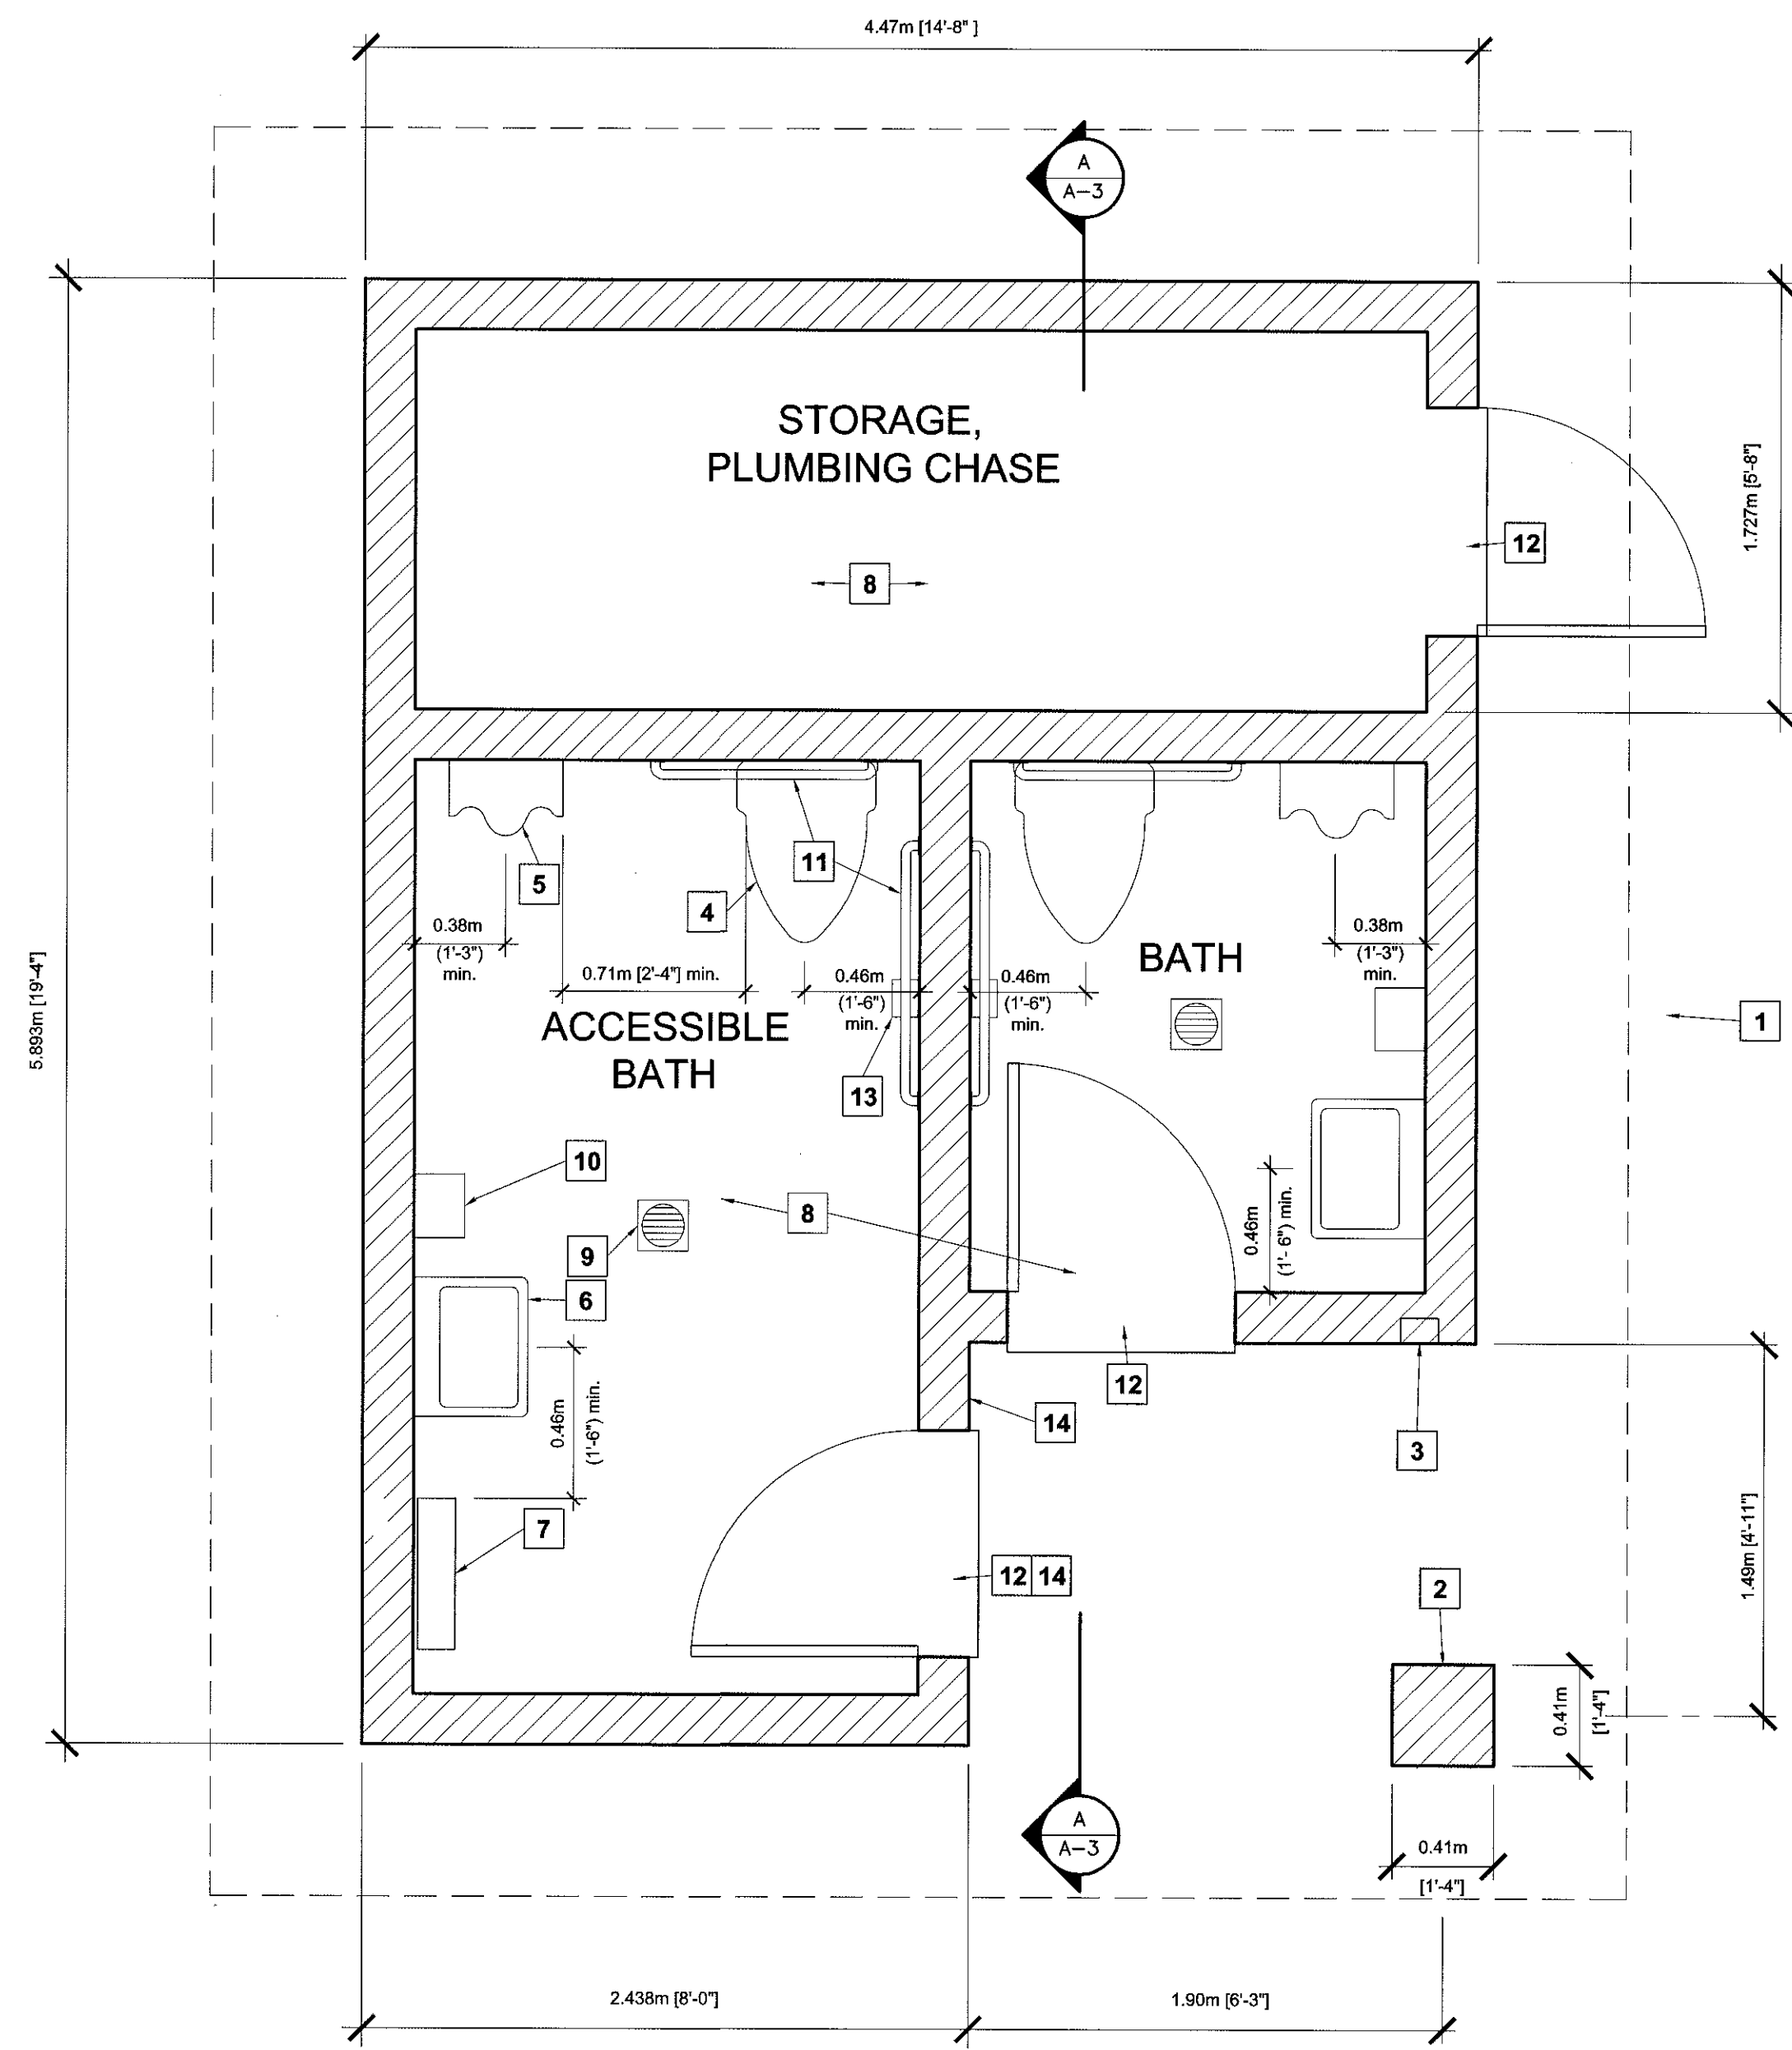 4.47m [14'-8" ]
A
A-3
STORAGE,
PLUMBING CHASE
12
1.727m [5'-8"]
8
5
11
4
0.38m
(1'-3")
min.
0.71m [2'-4"] min.
0.46m
(1'-6")
min.
0.46m
(1'-6")
min.
BATH
0.38m
(1'-3")
min.
5.893m [19'-4"]
ACCESSIBLE
BATH
1
13
10
8
9
6
0.46m
(1'- 6") min.
12
14
3
0.46m
(1'-6") min.
7
12 14
2
1.49m [4'-11"]
0.41m
[1'-4"]
A
A-3
0.41m
[1'-4"]
2.438m [8'-0"]
1.90m [6'-3"]